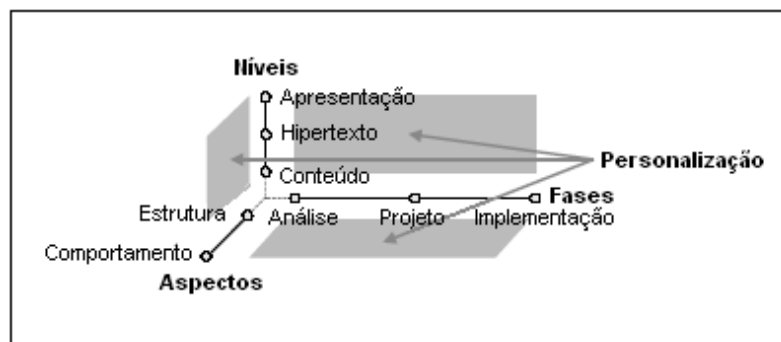 Níveis
Apresentação
Hipertexto
Personalização
Conteúdo
Fases
Estrutura
Análise Projeto Implementação
Comportamento
Aspectos